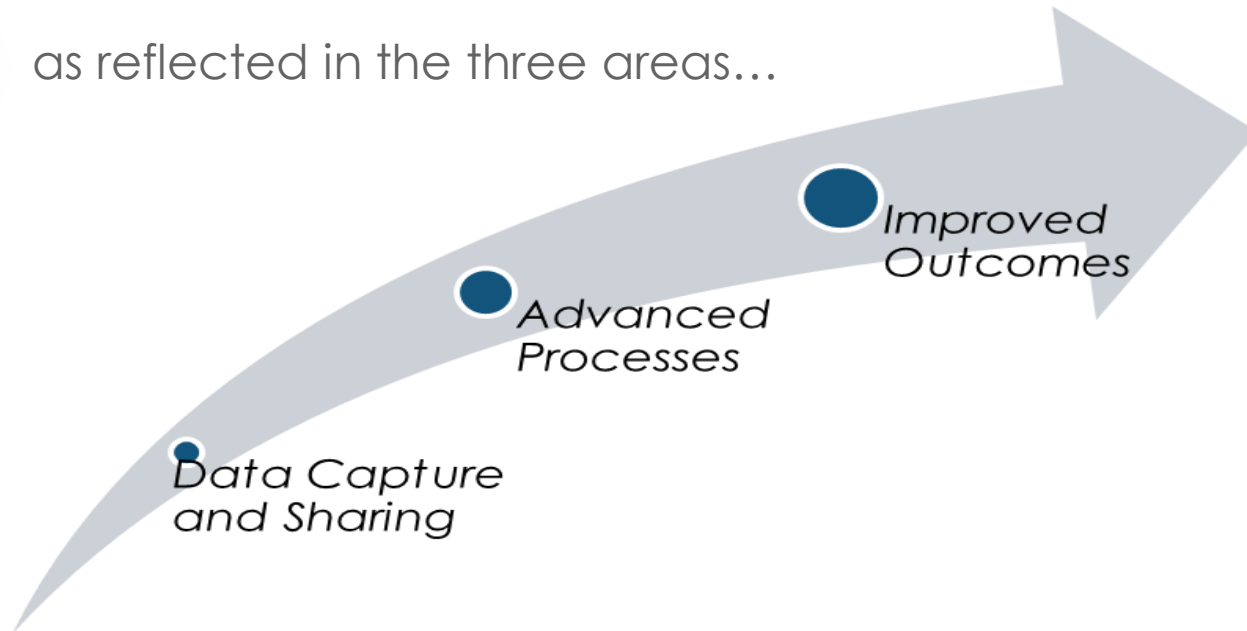 as reflected in the three areas…
Improved
Outcomes
Advanced
Processes
Data Capture
and Sharing